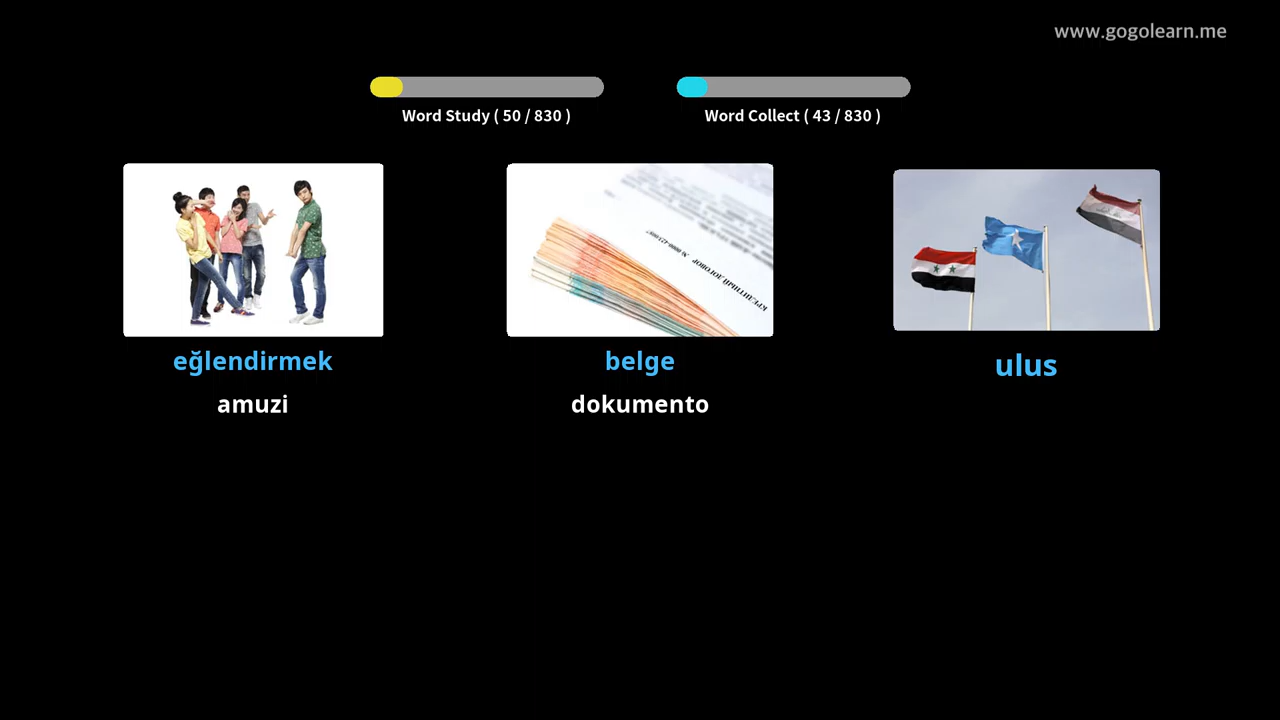 www.gogolearn.me
Word Study ( 50 / 830 )
Word Collect ( 43 / 830 )
eğlendirmek
belge
ulus
amuzi
dokumento